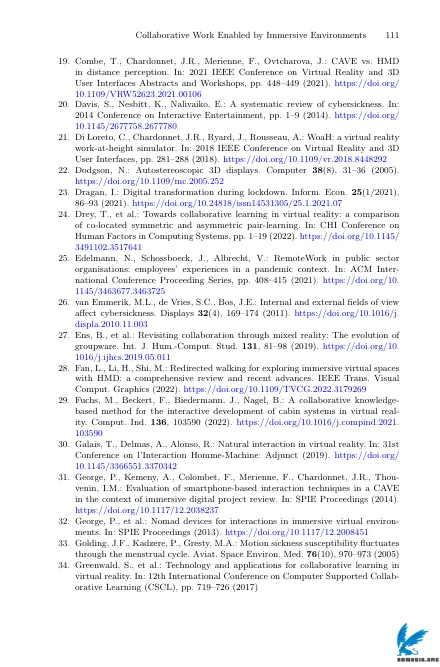 Collaborative Work Enabled by Immersive Environments 111
19. Combe, T., Chardonnet, J.R., Merienne, F., Ovtcharova, J.: CAVE vs. HMD
in distance perception. In: 2021 IEEE Conference on Virtual Reality and 3D
User Interfaces Abstracts and Workshops, pp. 448–449 (2021). https://doi.org/
10.1109/VRW52623.2021.00106
20. Davis, S., Nesbitt, K., Nalivaiko, E.: A systematic review of cybersickness. In:
2014 Conference on Interactive Entertainment, pp. 1–9 (2014). https://doi.org/
10.1145/2677758.2677780
21. Di Loreto, C., Chardonnet, J.R., Ryard, J., Rousseau, A.: WoaH: a virtual reality
work-at-height simulator. In: 2018 IEEE Conference on Virtual Reality and 3D
User Interfaces, pp. 281–288 (2018). https://doi.org/10.1109/vr.2018.8448292
22. Dodgson, N.: Autostereoscopic 3D displays. Computer 38(8), 31–36 (2005).
https://doi.org/10.1109/mc.2005.252
23. Dragan, I.: Digital transformation during lockdown. Inform. Econ. 25(1/2021),
86–93 (2021). https://doi.org/10.24818/issn14531305/25.1.2021.07
24. Drey, T., et al.: Towards collaborative learning in virtual reality: a comparison
of co-located symmetric and asymmetric pair-learning. In: CHI Conference on
Human Factors in Computing Systems, pp. 1–19 (2022). https://doi.org/10.1145/
3491102.3517641
25. Edelmann, N., Schossboeck, J., Albrecht, V.: RemoteWork in public sector
organisations: employees' experiences in a pandemic context. In: ACM Inter-
national Conference Proceeding Series, pp. 408–415 (2021). https://doi.org/10.
1145/3463677.3463725
26. van Emmerik, M.L., de Vries, S.C., Bos, J.E.: Internal and external fields of view
affect cybersickness. Displays 32(4), 169–174 (2011). https://doi.org/10.1016/j.
displa.2010.11.003
27. Ens, B., et al.: Revisiting collaboration through mixed reality: The evolution of
groupware. Int. J. Hum.-Comput. Stud. 131, 81–98 (2019). https://doi.org/10.
1016/j.ijhcs.2019.05.011
28. Fan, L., Li, H., Shi, M.: Redirected walking for exploring immersive virtual spaces
with HMD: a comprehensive review and recent advances. IEEE Trans. Visual
Comput. Graphics (2022). https://doi.org/10.1109/TVCG.2022.3179269
29. Fuchs, M., Beckert, F., Biedermann, J., Nagel, B.: A collaborative knowledge-
based method for the interactive development of cabin systems in virtual real-
ity. Comput. Ind. 136, 103590 (2022). https://doi.org/10.1016/j.compind.2021.
103590
30. Galais, T., Delmas, A., Alonso, R.: Natural interaction in virtual reality. In: 31st
Conference on l'Interaction Homme-Machine: Adjunct (2019). https://doi.org/
10.1145/3366551.3370342
31. George, P., Kemeny, A., Colombet, F., Merienne, F., Chardonnet, J.R., Thou-
venin, I.M.: Evaluation of smartphone-based interaction techniques in a CAVE
in the context of immersive digital project review. In: SPIE Proceedings (2014).
https://doi.org/10.1117/12.2038237
32. George, P., et al.: Nomad devices for interactions in immersive virtual environ-
ments. In: SPIE Proceedings (2013). https://doi.org/10.1117/12.2008451
33. Golding, J.F., Kadzere, P., Gresty, M.A.: Motion sickness susceptibility fluctuates
through the menstrual cycle. Aviat. Space Environ. Med. 76(10), 970–973 (2005)
34. Greenwald, S., et al.: Technology and applications for collaborative learning in
virtual reality. In: 12th International Conference on Computer Supported Collab-
orative Learning (CSCL), pp. 719–726 (2017)